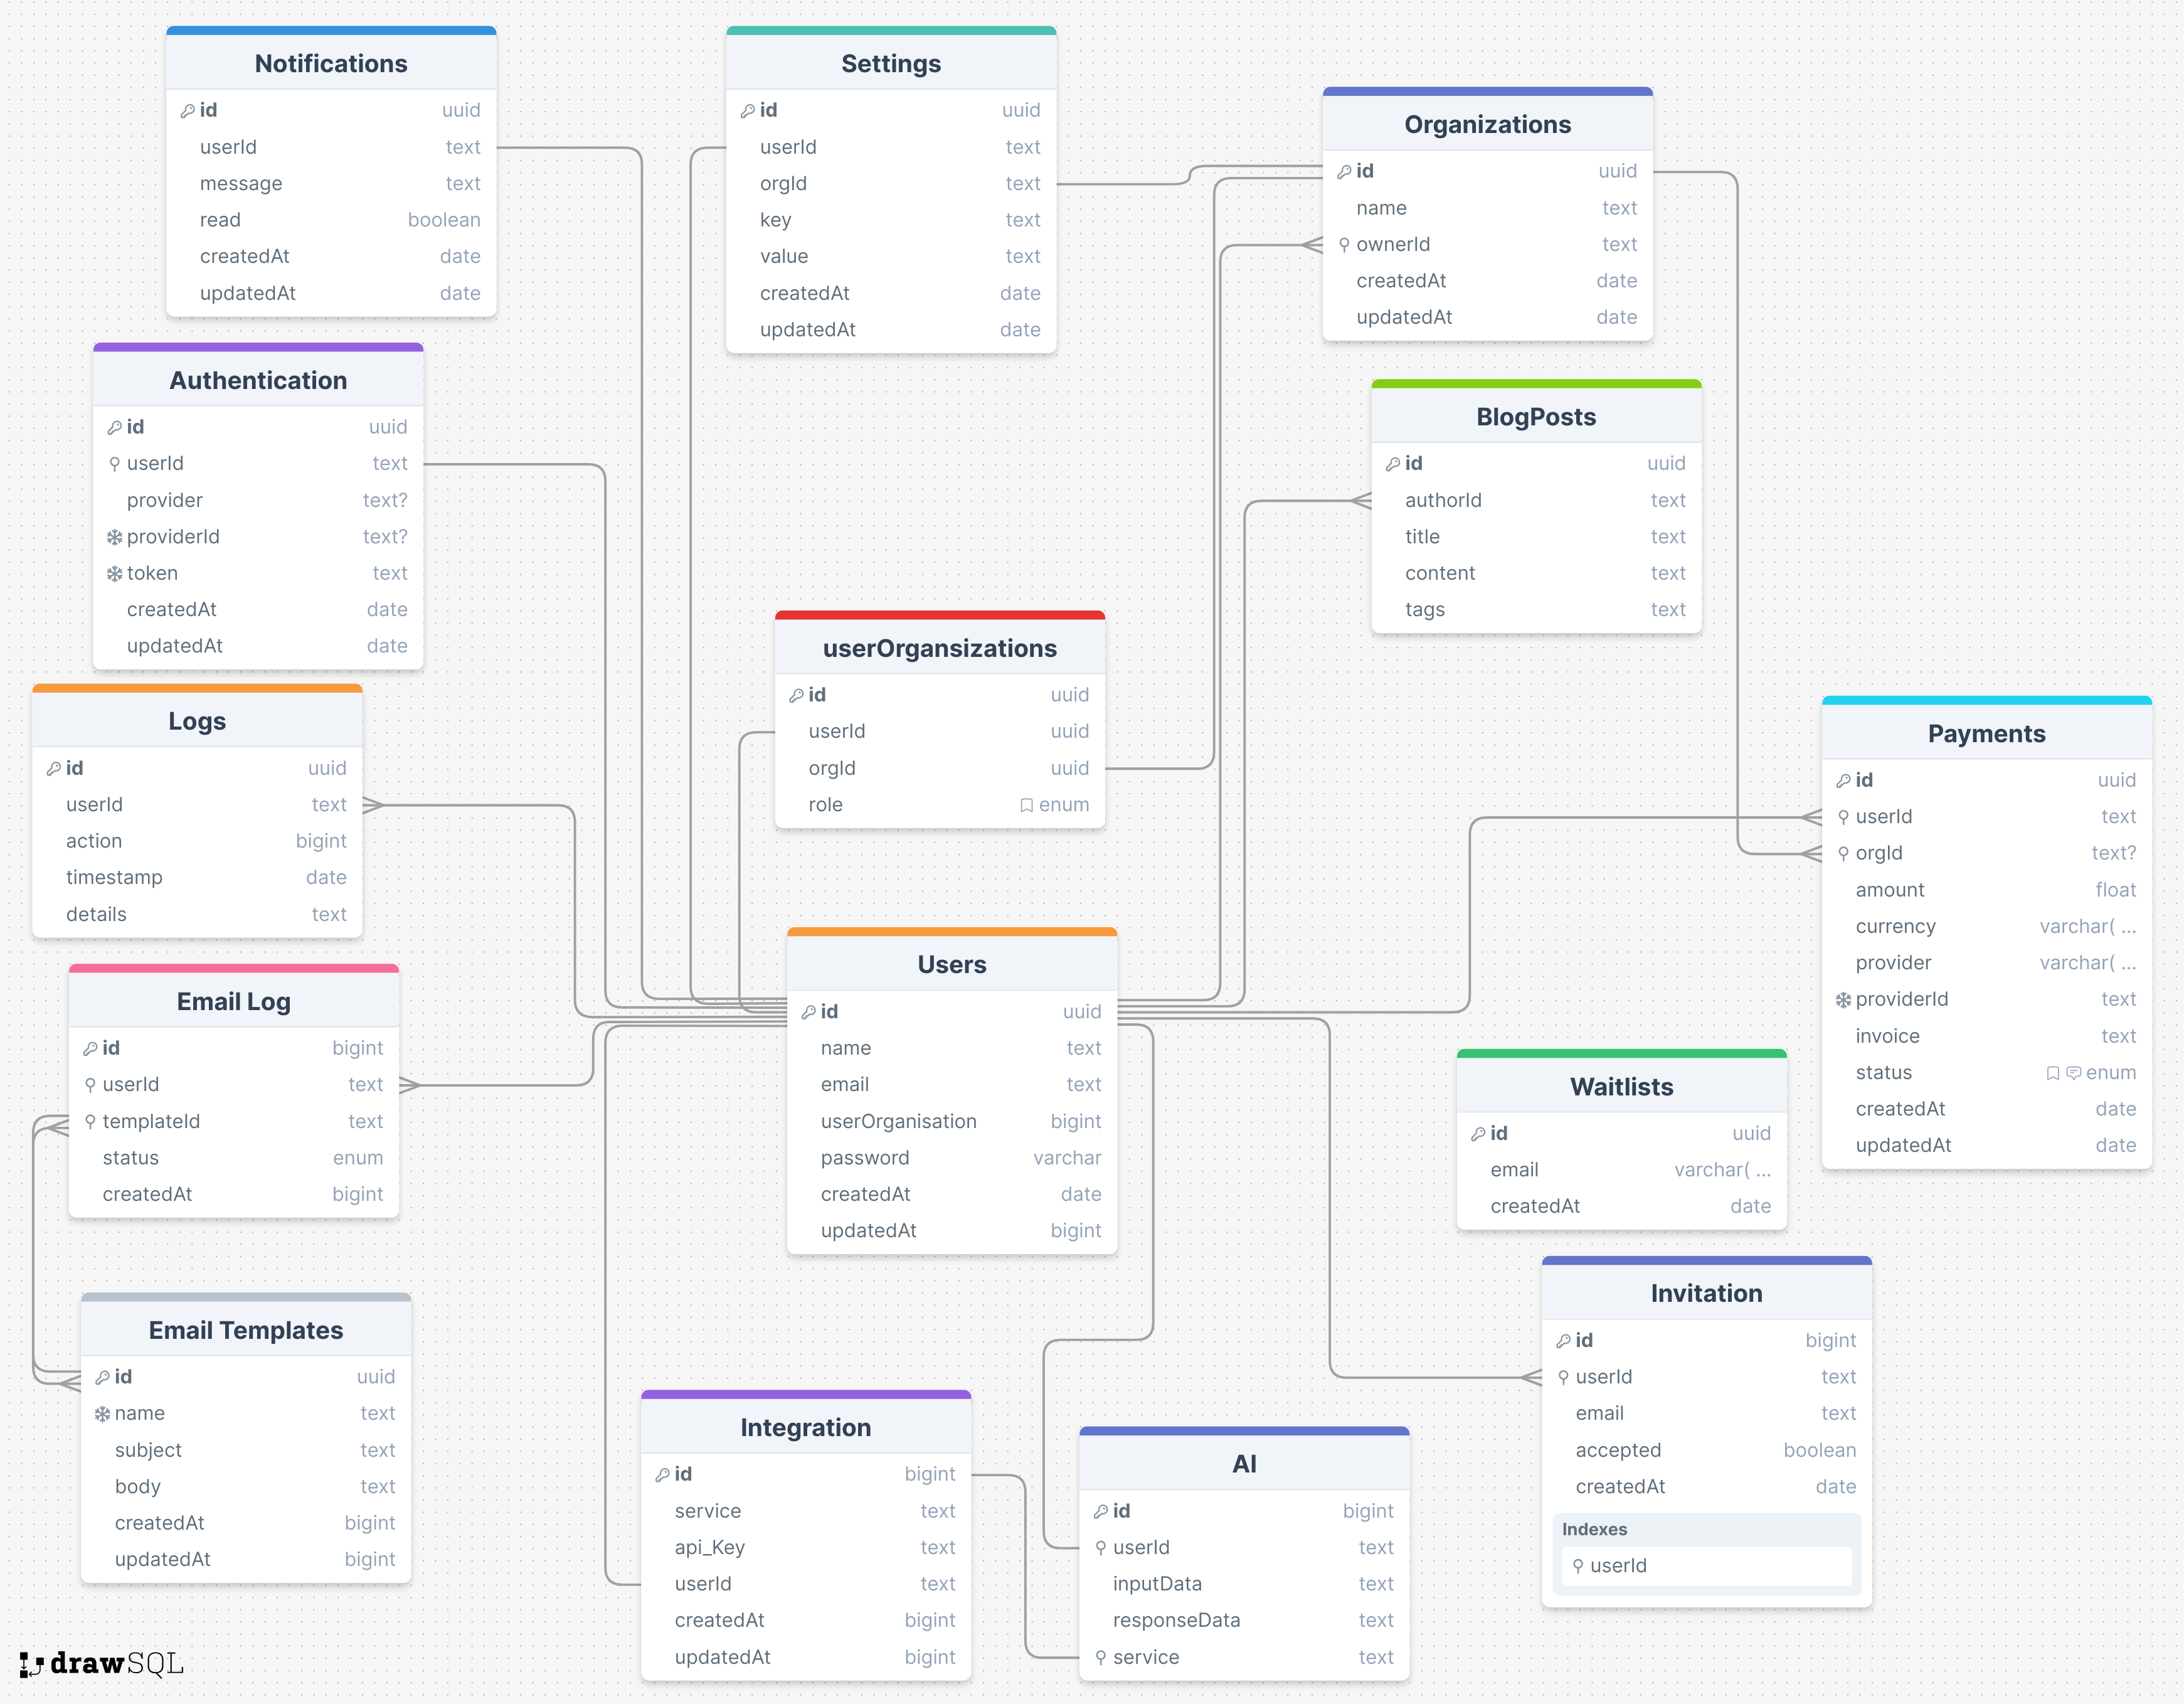 Notifications
id uuid
userId text
message text
read boolean
createdAt date
updatedAt date
Settings
id uuid
userId text
orgId text
key text
value text
createdAt date
updatedAt date
Organizations
id uuid
name text
ownerId text
createdAt date
updatedAt date
Authentication
id uuid
userId text
provider text?
providerId text?
token text
createdAt date
updatedAt date
BlogPosts
id uuid
authorId text
title text
content text
tags text
userOrgansizations
id uuid
userId uuid
orgId uuid
role enum
Logs
id uuid
userId text
action bigint
timestamp date
details text
Payments
id uuid
userId text
orgId text?
amount float
currency varchar( ...
provider varchar( ...
providerId text
invoice text
status enum
createdAt date
updatedAt date
Users
id uuid
name text
email text
userOrganisation bigint
password varchar
createdAt date
updatedAt bigint
Email Log
id bigint
userId text
templateId text
status enum
createdAt bigint
Waitlists
id uuid
email varchar( ...
createdAt date
Email Templates
id uuid
name text
subject text
body text
createdAt bigint
updatedAt bigint
Invitation
id bigint
userId text
email text
accepted boolean
createdAt date
Indexes
userId
Integration
id bigint
service text
api_Key text
userId text
createdAt bigint
updatedAt bigint
AI
id bigint
userId text
inputData text
responseData text
service text
drawSQL